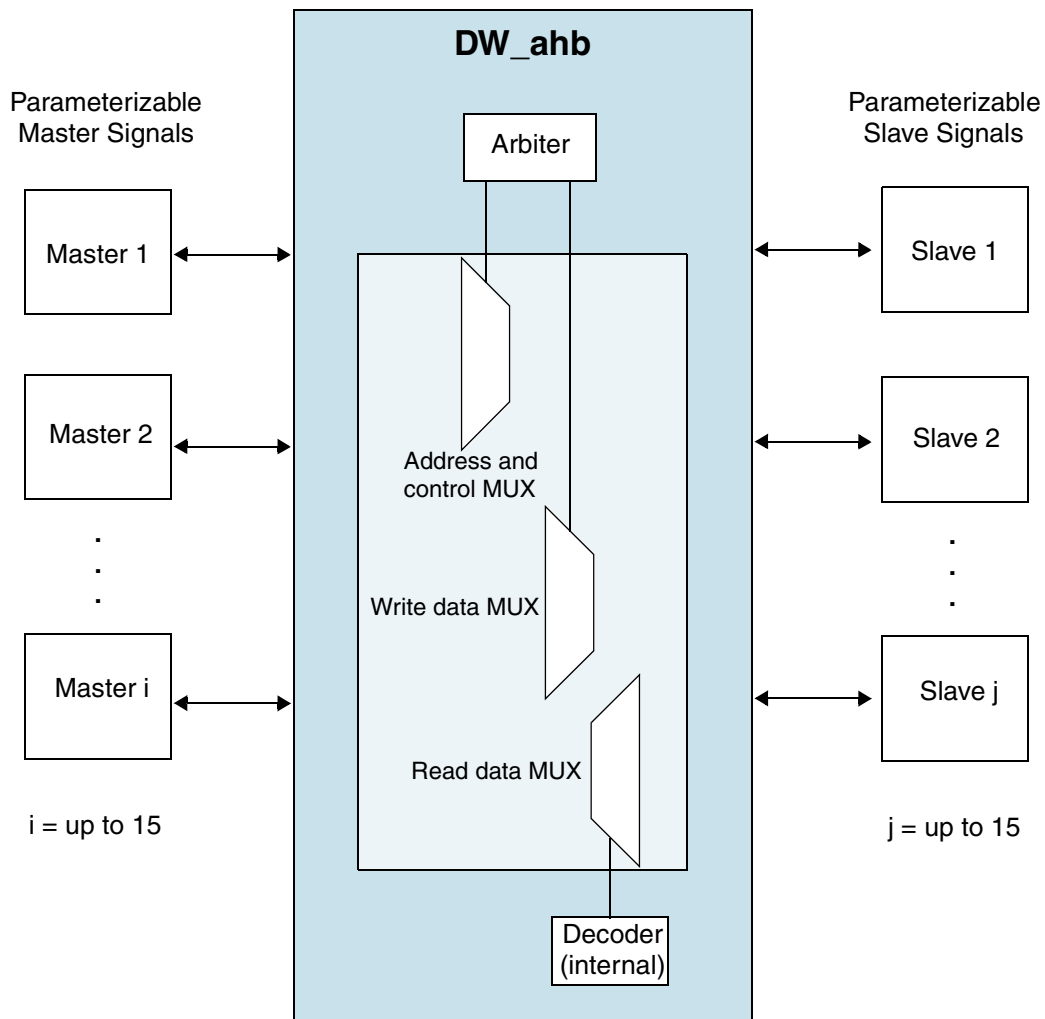 DW_ahb
Parameterizable
Master Signals
Parameterizable
Slave Signals
Arbiter
Master 1
Slave 1
Master 2
Slave 2
Address and
control MUX
.
.
.
.
.
.
Write data MUX
Master i
Slave j
Read data MUX
i = up to 15
j = up to 15
Decoder
(internal)